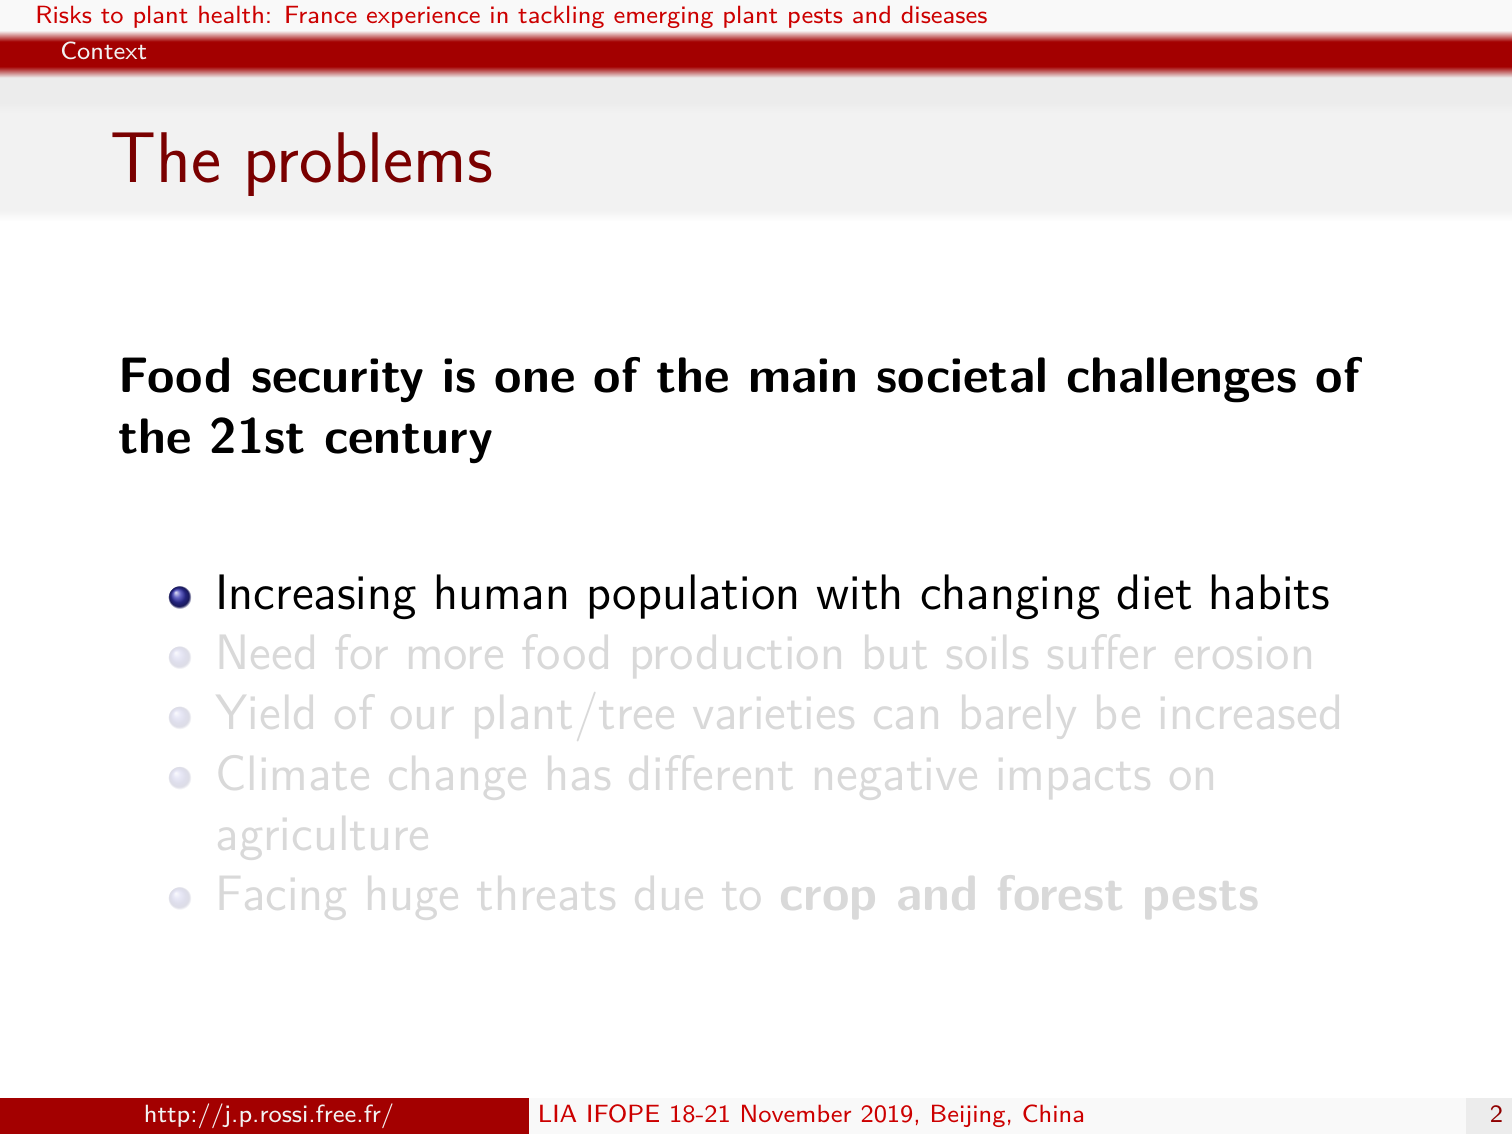 Risks to plant health: France experience in tackling emerging plant pests and diseases
Context
The problems
Food security is one of the main societal challenges of
the 21st century
Increasing human population with changing diet habits
Need for more food production but soils suffer erosion
Yield of our plant/tree varieties can barely be increased
Climate change has different negative impacts on
agriculture
Facing huge threats due to crop and forest pests
http://j.p.rossi.free.fr/
LIA IFOPE 18-21 November 2019, Beijing, China
2